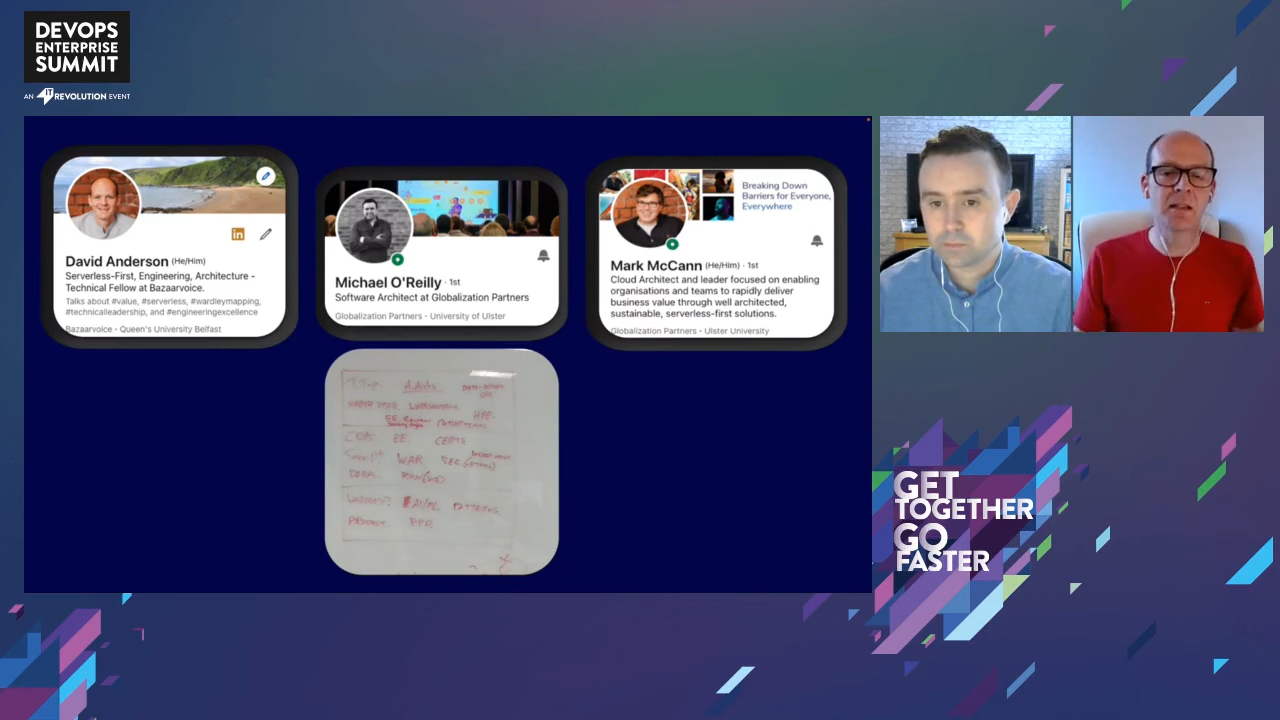 DEVOPS
ENTERPRISE
SUMMIT
AN IT REVOLUTION EVENT
David Anderson (He/Him)
Serverless-First, Engineering, Architecture -
Technical Fellow at Bazaarvoice.
Talks about #value, #serverless, #wardleymapping,
#technicalleadership, and #engineeringexcellence
Bazaarvoice · Queen's University Belfast
Michael O'Reilly · 1st
Software Architect at Globalization Partners
Globalization Partners · University of Ulster
Breaking Down
Barriers for Everyone,
Everywhere
Mark McCann (He/Him) · 1st
Cloud Architect and leader focused on enabling
organisations and teams to rapidly deliver
business value through well architected,
sustainable, serverless-first solutions.
Globalization Partners · Ulster University
HPE.
EE. CERTS
WAR SEC
PATTERNS
GET
TOGETHER
GO
FASTER